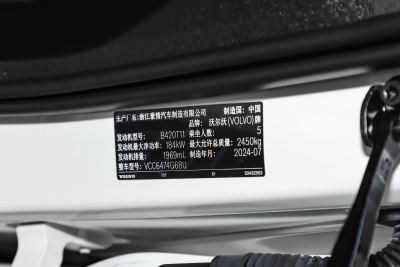 生产厂名：浙江豪情汽车制造有限公司 制造国：中国
品牌：沃尔沃(VOLVO)牌
发动机型号：B420T11 乘坐人数：5
发动机最大净功率：184kW 最大允许总质量：2450kg
发动机排量：1969mL 制造年月：2024-07
整车型号：VCC6474G68U
VOLVO 707 32432553